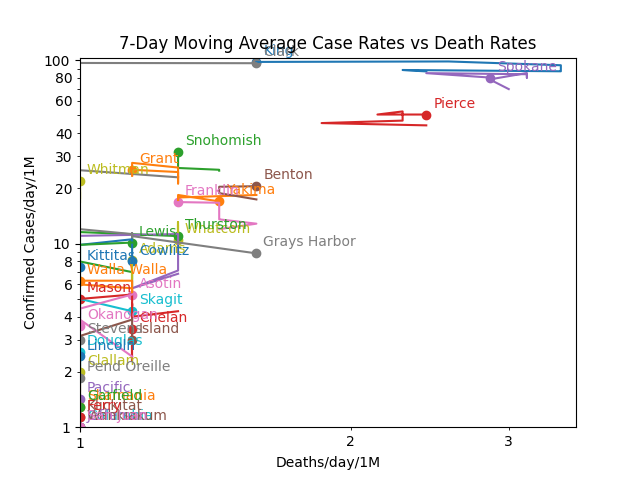 7-Day Moving Average Case Rates vs Death Rates
Confirmed Cases/day/1M
100
80
60
40
30
20
10
8
6
4
3
2
1
Spokane
Pierce
Snohomish
Grant
Whitman
Benton
Franklin
Yakima
Thurston
Whatcom
Lewis
Grays Harbor
Adams
Cowlitz
Kittitas
Walla Walla
Asotin
Mason
Skagit
Okanogan
Chelan
Stevens
Island
Douglas
Lincoln
Clallam
Pend Oreille
Pacific
Garfield
Ferry
1
2
3
Deaths/day/1M